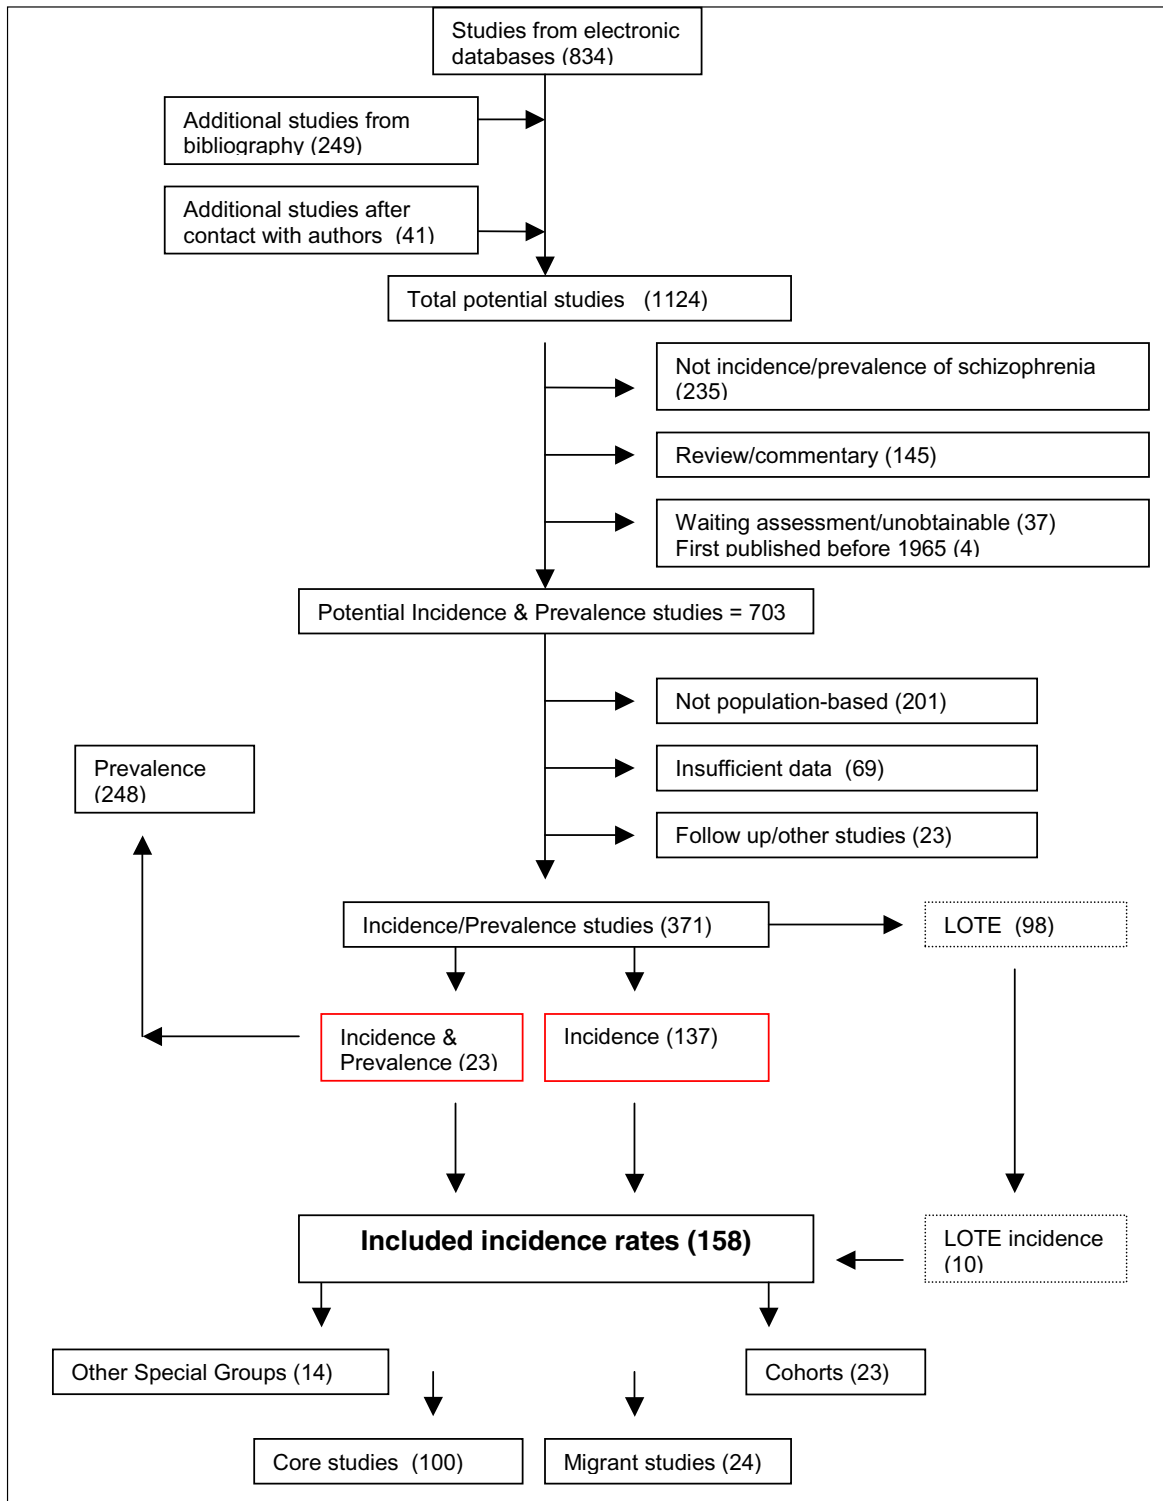 Studies from electronic
databases (834)
Additional studies from
bibliography (249)
Additional studies after
contact with authors (41)
Total potential studies (1124)
Not incidence/prevalence of schizophrenia
(235)
Review/commentary (145)
Waiting assessment/unobtainable (37)
First published before 1965 (4)
Potential Incidence & Prevalence studies = 703
Not population-based (201)
Insufficient data (69)
Follow up/other studies (23)
Prevalence
(248)
Incidence/Prevalence studies (371)
LOTE (98)
Incidence &
Prevalence (23)
Incidence (137)
Included incidence rates (158)
LOTE incidence
(10)
Other Special Groups (14)
Cohorts (23)
Core studies (100)
Migrant studies (24)